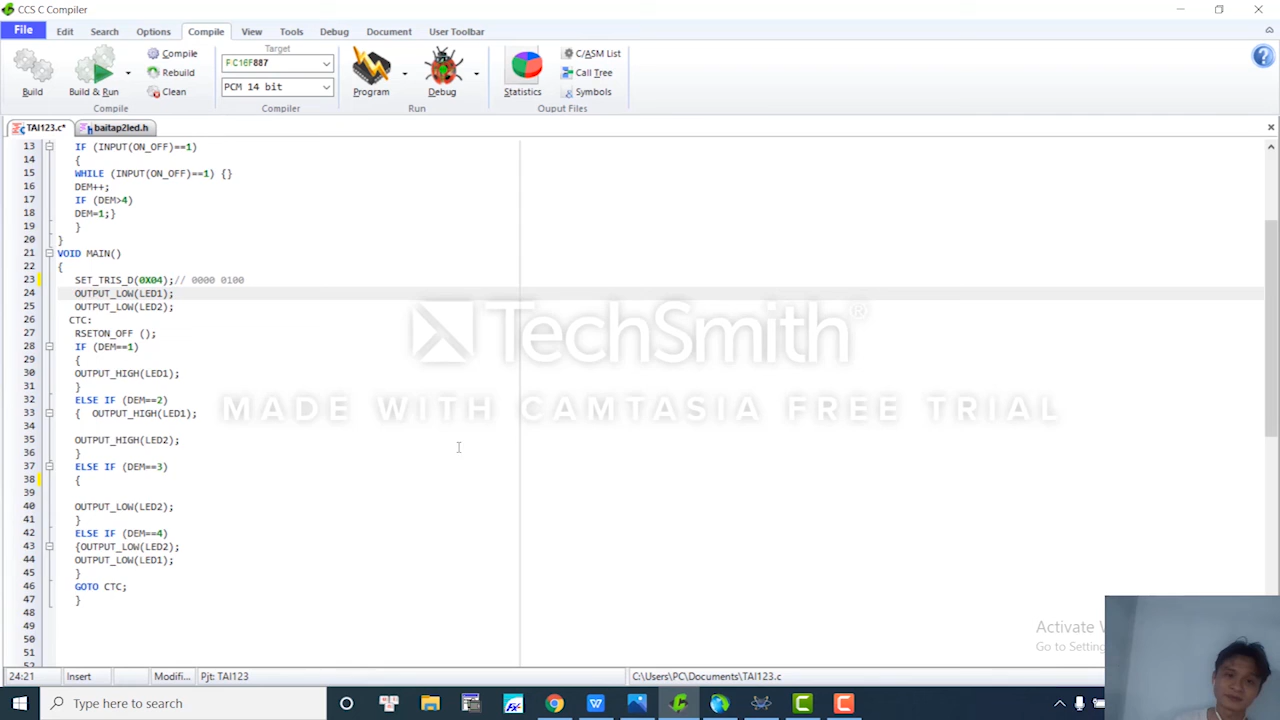 CCS C Compiler
File Edit Search Options Compile View Tools Debug Document User Toolbar
Target
Compile
Rebuild
Clean
Build
Build & Run
Compile
FC16F887
PCM 14 bit
Compiler
Program
Debug
Run
Statistics
C/ASM List
Call Tree
Symbols
Ouput Files
TAI123.c*
baitap2led.h
13 IF (INPUT(ON_OFF)==1)
14 {
15 WHILE (INPUT(ON_OFF)==1) {}
16 DEM++;
17 IF (DEM>4)
18 DEM=1;}
19 }
20 }
21 VOID MAIN()
22 {
23 SET_TRIS_D(0X04);// 0000 0100
24 OUTPUT_LOW(LED1);
25 OUTPUT_LOW(LED2);
26 CTC:
27 RSETON_OFF ();
28 IF (DEM==1)
29 {
30 OUTPUT_HIGH(LED1);
31 }
32 ELSE IF (DEM==2)
33 { OUTPUT_HIGH(LED1);
34
35 OUTPUT_HIGH(LED2);
36 }
37 ELSE IF (DEM==3)
38 {
39
40 OUTPUT_LOW(LED2);
41 }
42 ELSE IF (DEM==4)
43 {OUTPUT_LOW(LED2);
44 OUTPUT_LOW(LED1);
45 }
46 GOTO CTC;
47 }
48
49
50
51
TechSmith®
MADE WITH CAMTASIA FREE TRIAL
Activate
Go to Setting
24:21 Insert Modifi... Pjt: TAI123 C:\Users\PC\Documents\TAI123.c
Type here to search